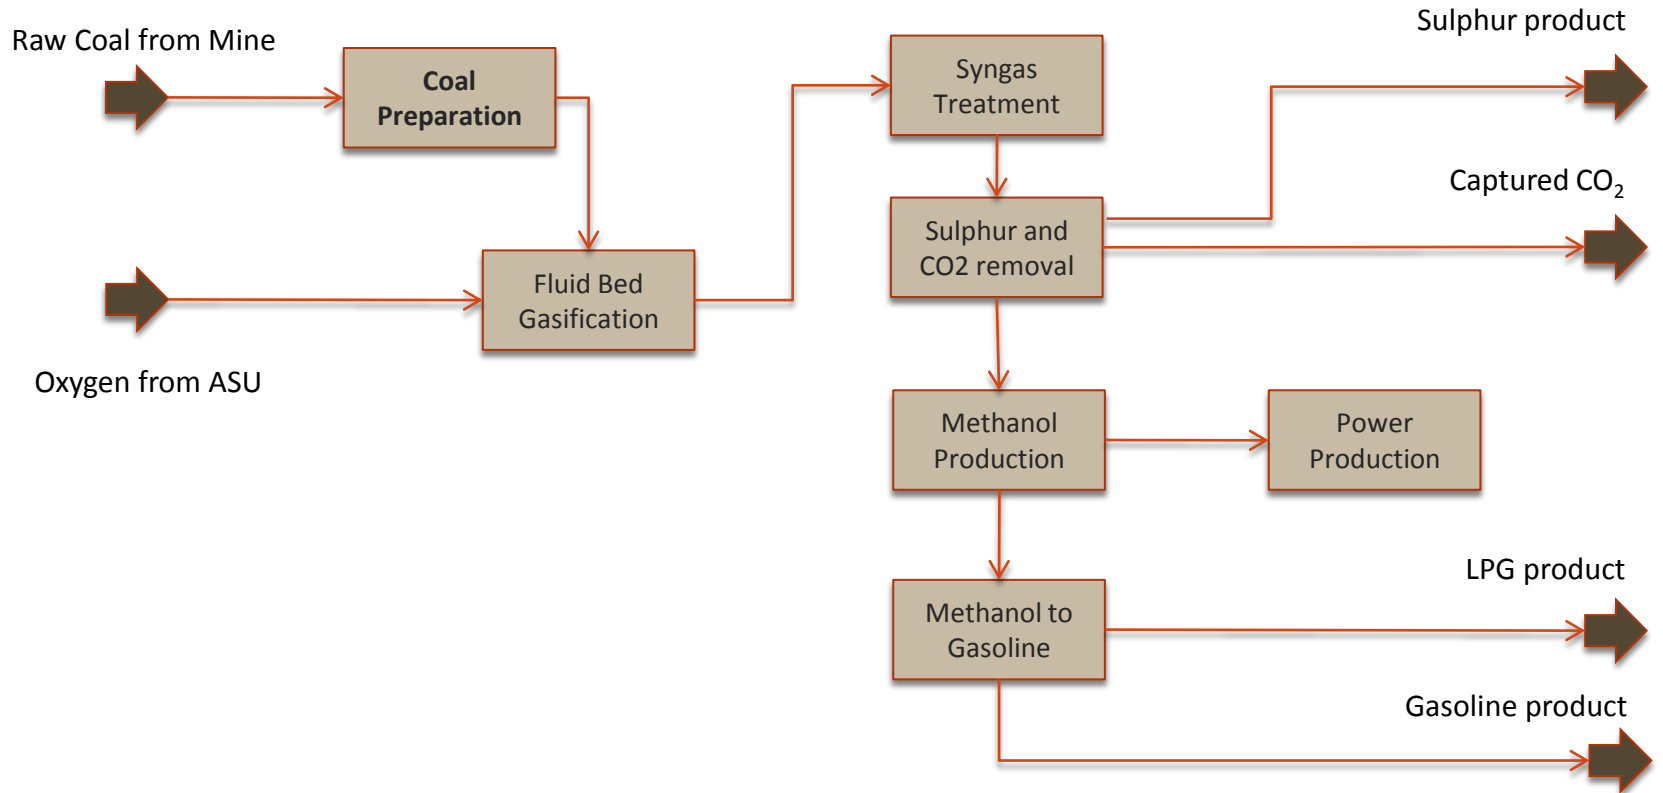 Raw Coal from Mine
Coal
Preparation
Oxygen from ASU
Fluid Bed
Gasification
Syngas
Treatment
Sulphur and
CO2 removal
Sulphur product
Captured CO₂
Methanol
Production
Power
Production
Methanol to
Gasoline
LPG product
Gasoline product